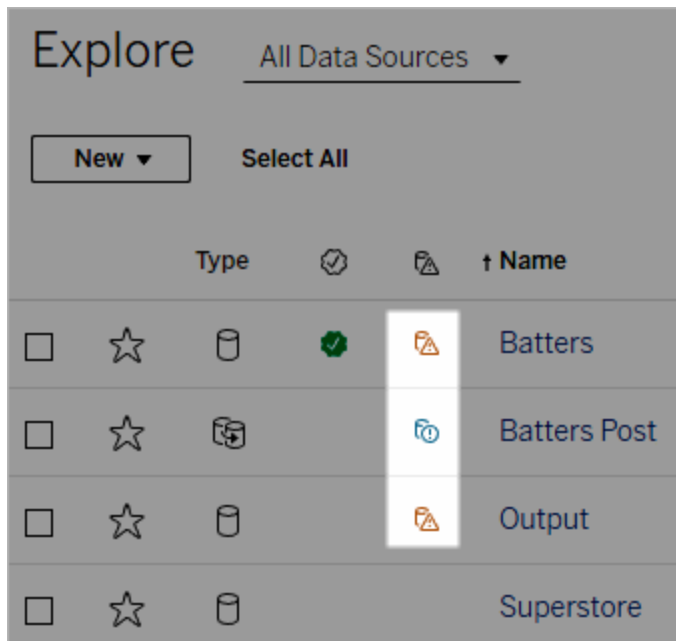 Explore All Data Sources
New Select All
Type Name
Batters
Batters Post
Output
Superstore